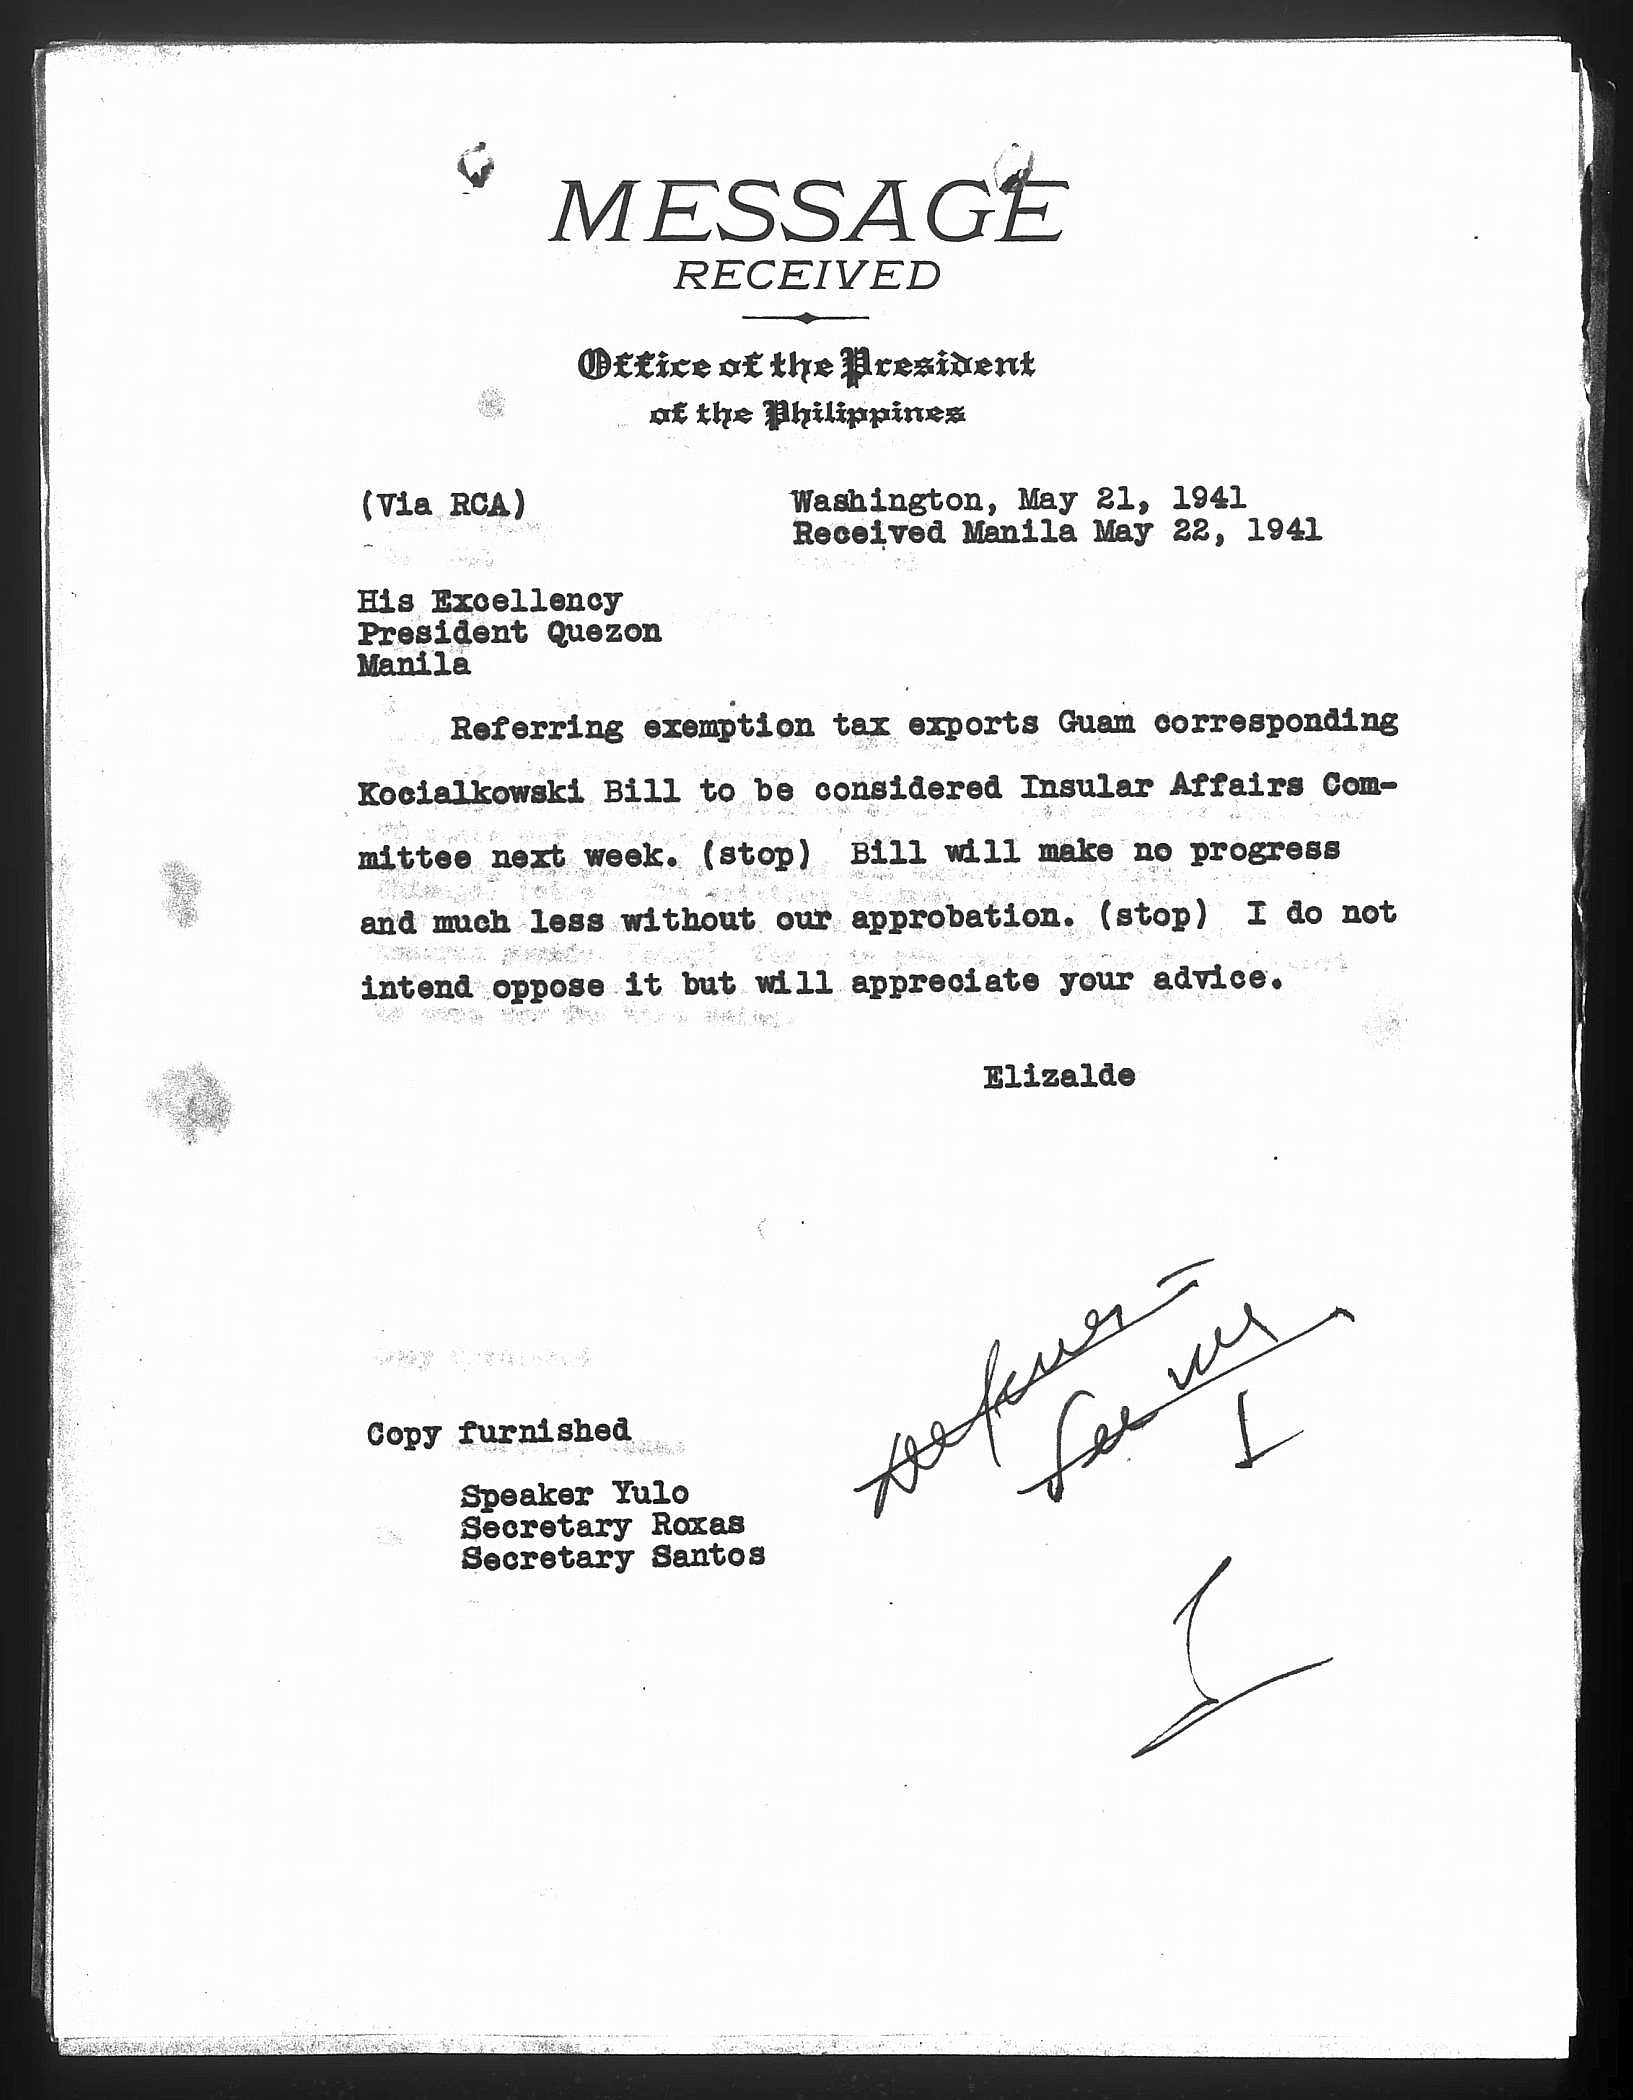 MESSAGE
RECEIVED
Office of the President
of the Philippines
(Via RCA)
Washington, May 21, 1941
Received Manila May 22, 1941
His Excellency
President Quezon
Manila
Referring exemption tax exports Guam corresponding
Kocialkowski Bill to be considered Insular Affairs Com-
mittee next week. (stop) Bill will make no progress
and much less without our approbation. (stop) I do not
intend oppose it but will appreciate your advice.
Elizalde
Copy furnished
Speaker Yulo
Secretary Roxas
Secretary Santos
see me